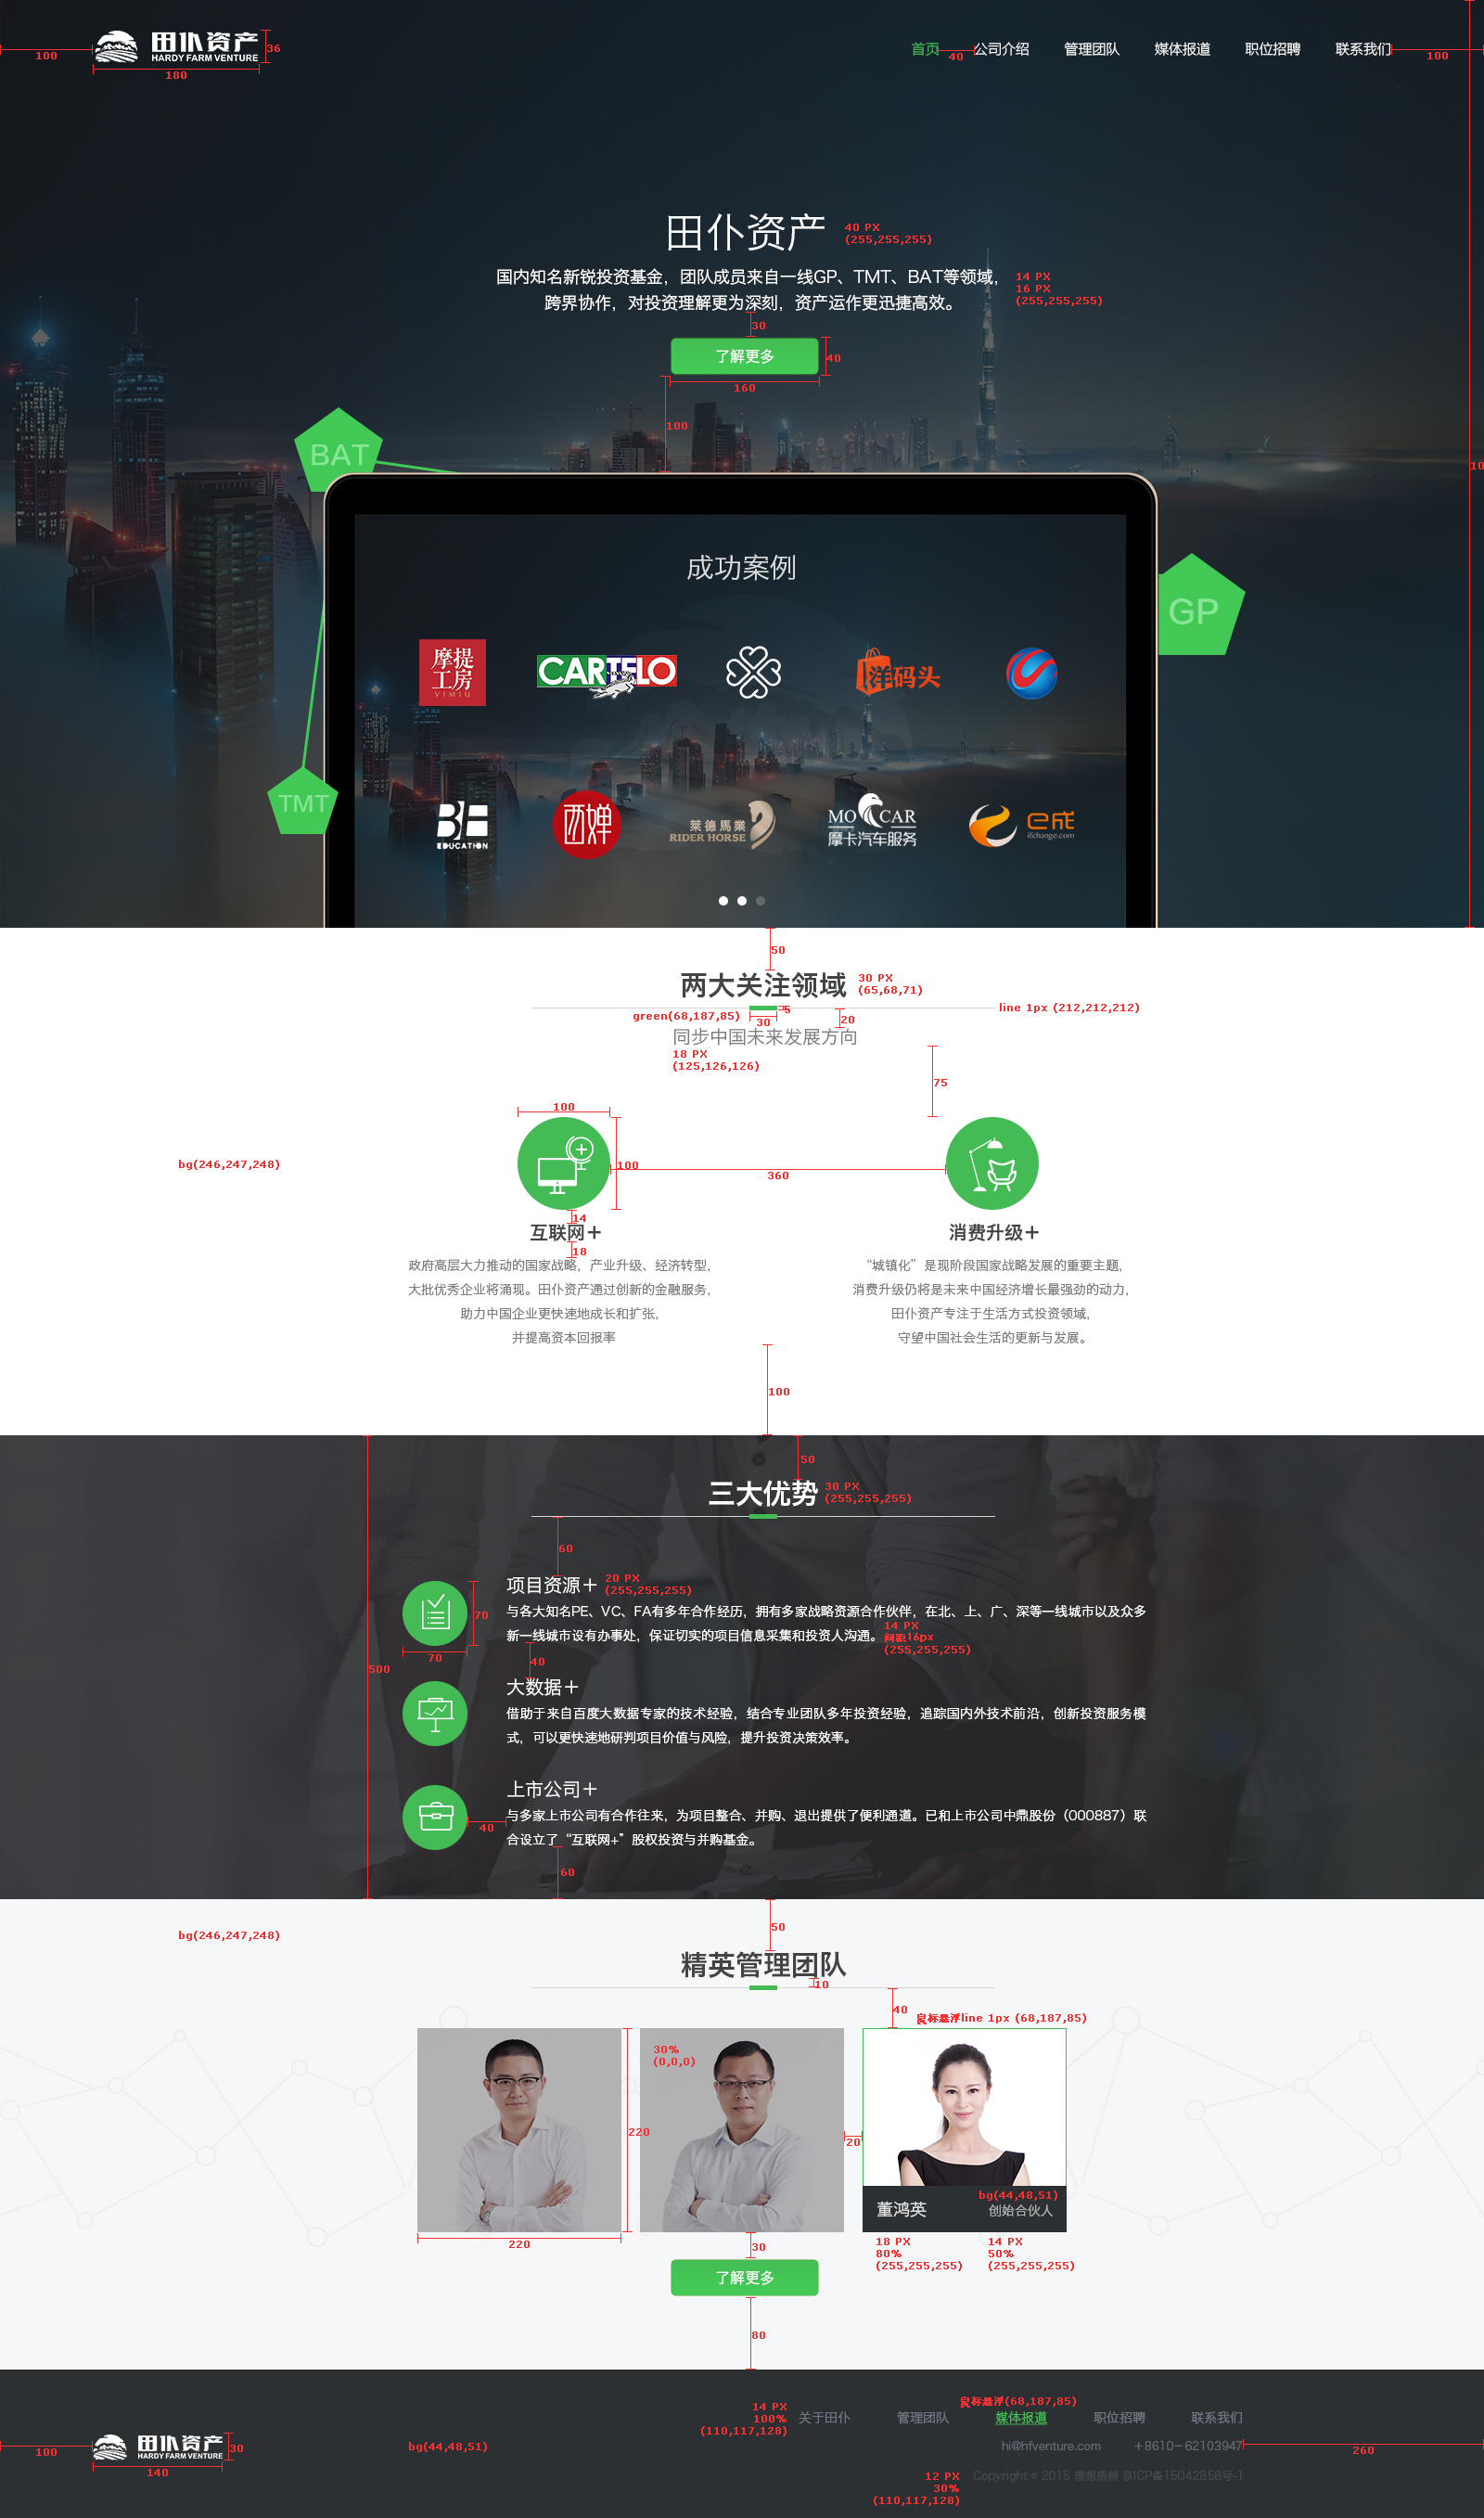 田仆资产
HARDY FARM VENTURE
36
100
180
首页
40
公司介绍
管理团队
媒体报道
职位招聘
联系我们
100
田仆资产
40 PX
(255,255,255)
国内知名新锐投资基金，团队成员来自一线GP、TMT、BAT等领域，
跨界协作，对投资理解更为深刻，资产运作更迅捷高效。
14 PX
16 PX
(255,255,255)
30
了解更多
40
160
100
BAT
10
成功案例
GP
摩提
工房
VIMIU
CARTELO
洋码头
TMT
EDUCATION
西婵
萊德馬業
RIDER HORSE
MO CAR
摩卡汽车服务
e成
ifchange.com
50
两大关注领域
30 PX
(65,68,71)
line 1px (212,212,212)
green(68,187,85)
30
5
20
同步中国未来发展方向
18 PX
(125,126,126)
75
100
100
360
bg(246,247,248)
14
互联网+
消费升级+
18
政府高层大力推动的国家战略，产业升级、经济转型，
大批优秀企业将涌现。田仆资产通过创新的金融服务，
助力中国企业更快速地成长和扩张，
并提高资本回报率
“城镇化”是现阶段国家战略发展的重要主题，
消费升级仍将是未来中国经济增长最强劲的动力，
田仆资产专注于生活方式投资领域，
守望中国社会生活的更新与发展。
100
50
三大优势
30 PX
(255,255,255)
60
项目资源+
20 PX
(255,255,255)
与各大知名PE、VC、FA有多年合作经历，拥有多家战略资源合作伙伴，在北、上、广、深等一线城市以及众多
新一线城市设有办事处，保证切实的项目信息采集和投资人沟通。
14 PX
间距16px
(255,255,255)
70
70
500
40
大数据+
借助于来自百度大数据专家的技术经验，结合专业团队多年投资经验，追踪国内外技术前沿，创新投资服务模
式，可以更快速地研判项目价值与风险，提升投资决策效率。
上市公司+
与多家上市公司有合作往来，为项目整合、并购、退出提供了便利通道。已和上市公司中鼎股份（000887）联
合设立了“互联网+”股权投资与并购基金。
40
60
bg(246,247,248)
50
精英管理团队
10
40
鼠标悬浮line 1px (68,187,85)
30%
(0,0,0)
220
20
bg(44,48,51)
董鸿英
创始合伙人
220
30
18 PX
80%
(255,255,255)
14 PX
50%
(255,255,255)
了解更多
80
鼠标悬浮(68,187,85)
14 PX
100%
(110,117,128)
关于田仆
管理团队
媒体报道
职位招聘
联系我们
田仆资产
HARDY FARM VENTURE
30
100
140
bg(44,48,51)
hi@hfventure.com
+8610-62103947
260
12 PX
30%
(110,117,128)
Copyright © 2015 理想梧桐 京ICP备15042858号-1